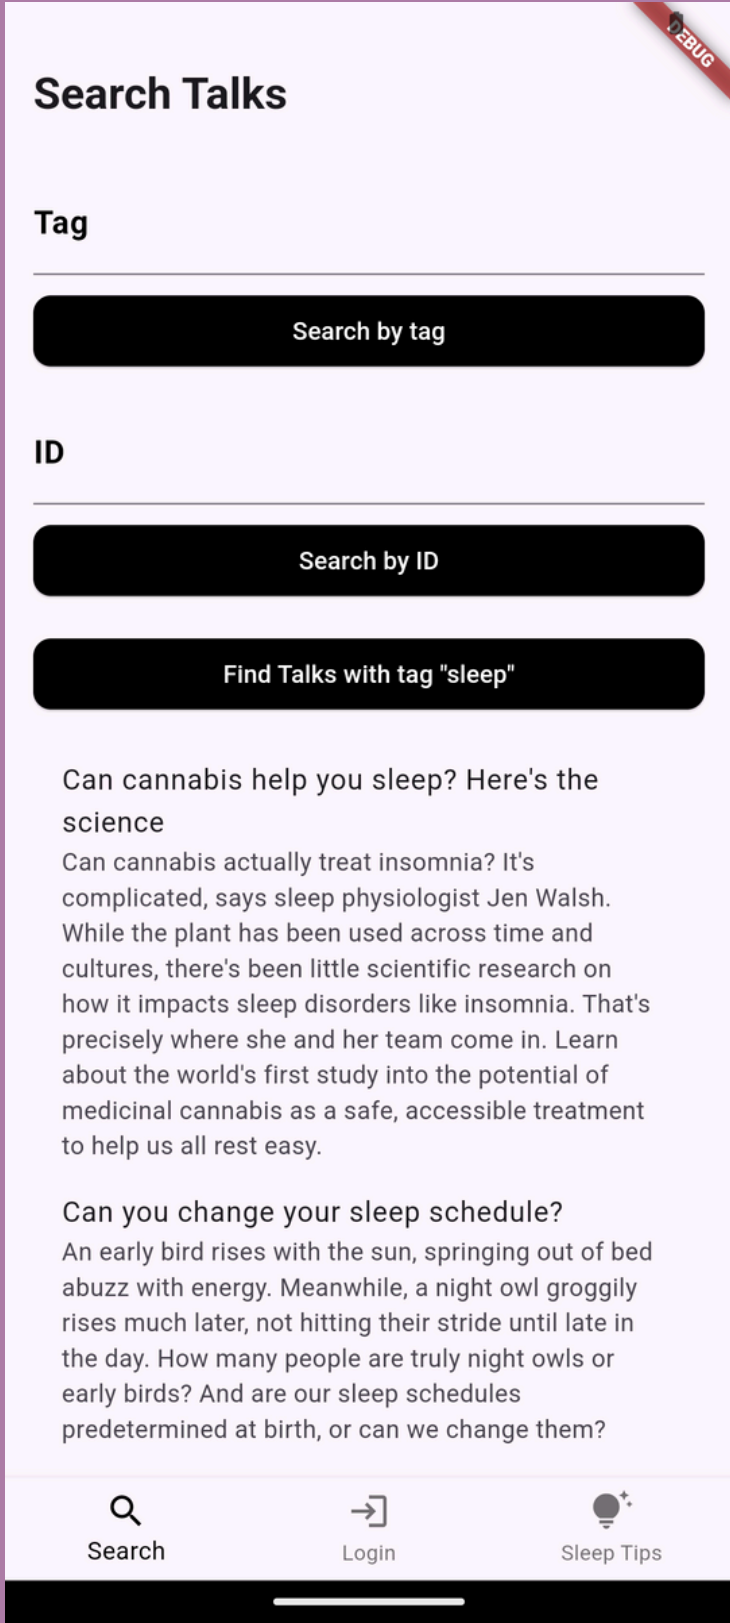 DEBUG
Search Talks
Tag
Search by tag
ID
Search by ID
Find Talks with tag "sleep"
Can cannabis help you sleep? Here's the
science
Can cannabis actually treat insomnia? It's
complicated, says sleep physiologist Jen Walsh.
While the plant has been used across time and
cultures, there's been little scientific research on
how it impacts sleep disorders like insomnia. That's
precisely where she and her team come in. Learn
about the world's first study into the potential of
medicinal cannabis as a safe, accessible treatment
to help us all rest easy.
Can you change your sleep schedule?
An early bird rises with the sun, springing out of bed
abuzz with energy. Meanwhile, a night owl groggily
rises much later, not hitting their stride until late in
the day. How many people are truly night owls or
early birds? And are our sleep schedules
predetermined at birth, or can we change them?
Search
Login
Sleep Tips